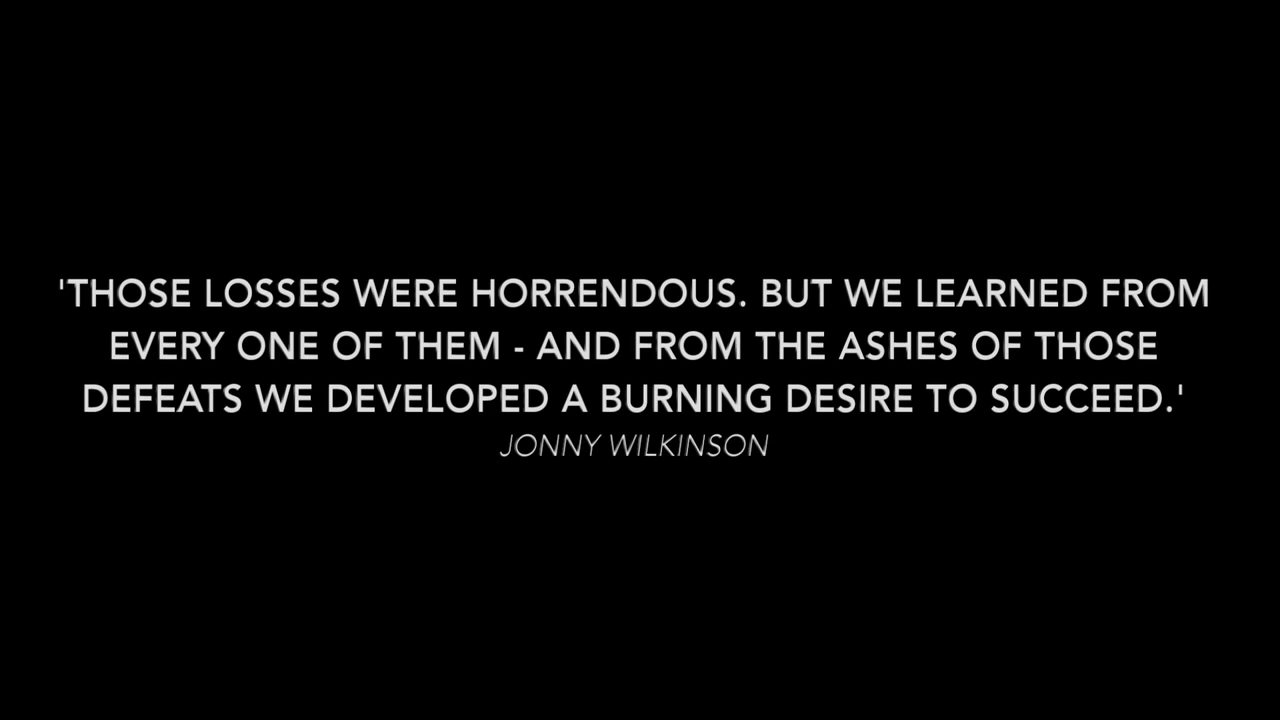 'THOSE LOSSES WERE HORRENDOUS. BUT WE LEARNED FROM
EVERY ONE OF THEM - AND FROM THE ASHES OF THOSE
DEFEATS WE DEVELOPED A BURNING DESIRE TO SUCCEED.'
JONNY WILKINSON